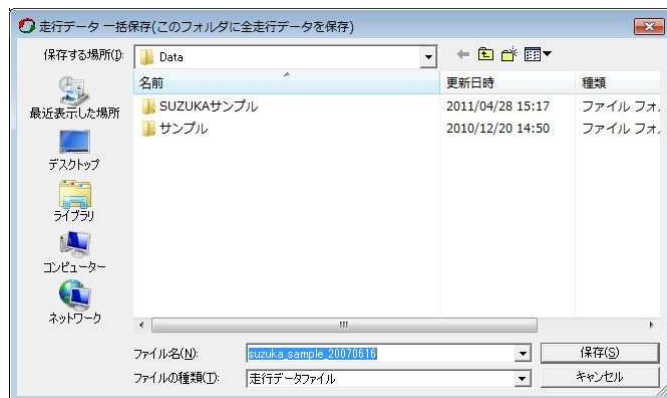 走行データ 一括保存(このフォルダに全走行データを保存)
保存する場所(I):
Data
名前
更新日時
種類
SUZUKAサンプル
2011/04/28 15:17
ファイル フォ.
サンプル
2010/12/20 14:50
ファイル フォ.
最近表示した場所
デスクトップ
ライブラリ
コンピューター
ネットワーク
ファイル名(N):
suzuka_sample_20070616
保存(S)
ファイルの種類(T):
走行データファイル
キャンセル